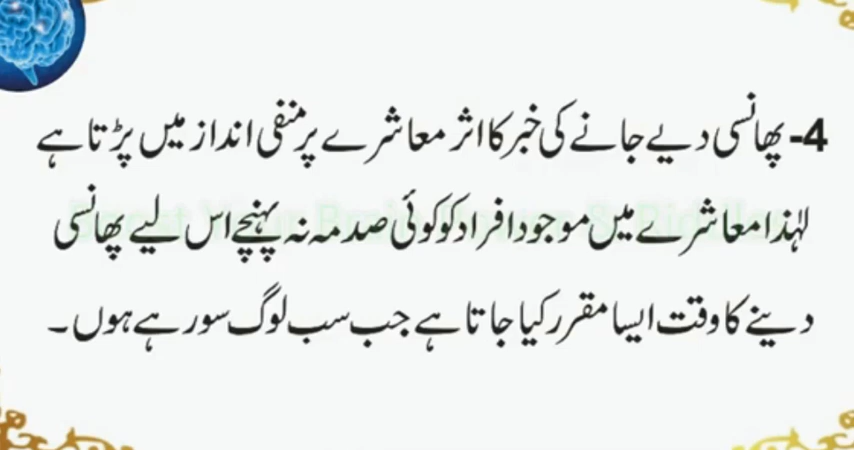 4- پھانسی دیے جانے کی خبر کا اثر معاشرے پر منفی انداز میں پڑتا ہے
لہٰذا معاشرے میں موجود افراد کو کوئی صدمہ نہ پہنچے اس لیے پھانسی
دینے کا وقت ایسا مقرر کیا جاتا ہے جب سب لوگ سو رہے ہوں۔